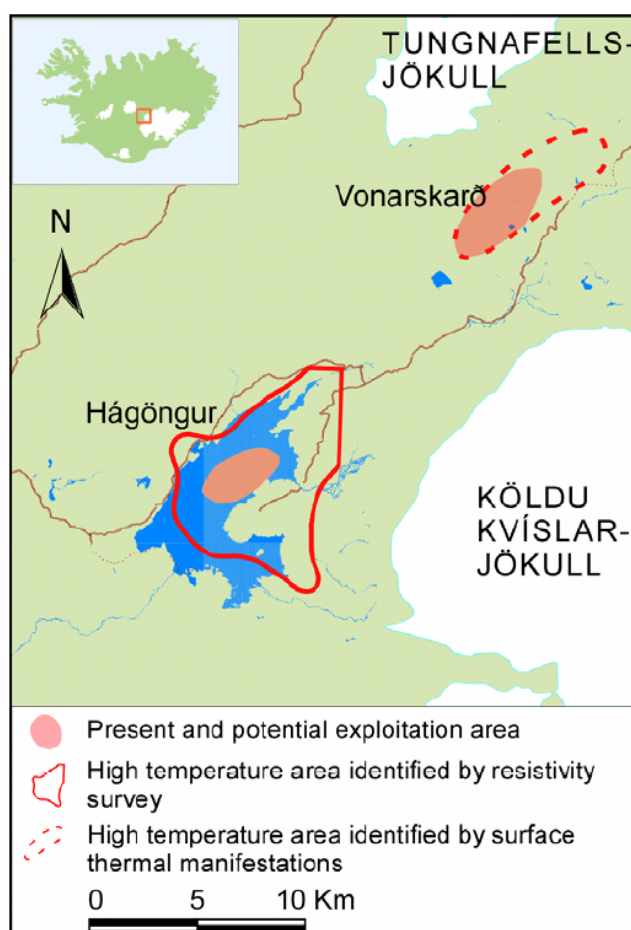 TUNGNAFELLS-
JÖKULL
Vonarskarð
N
Hágöngur
KÖLDU
KVÍSLAR-
JÖKULL
Present and potential exploitation area
High temperature area identified by resistivity
survey
High temperature area identified by surface
thermal manifestations
0 5 10 Km